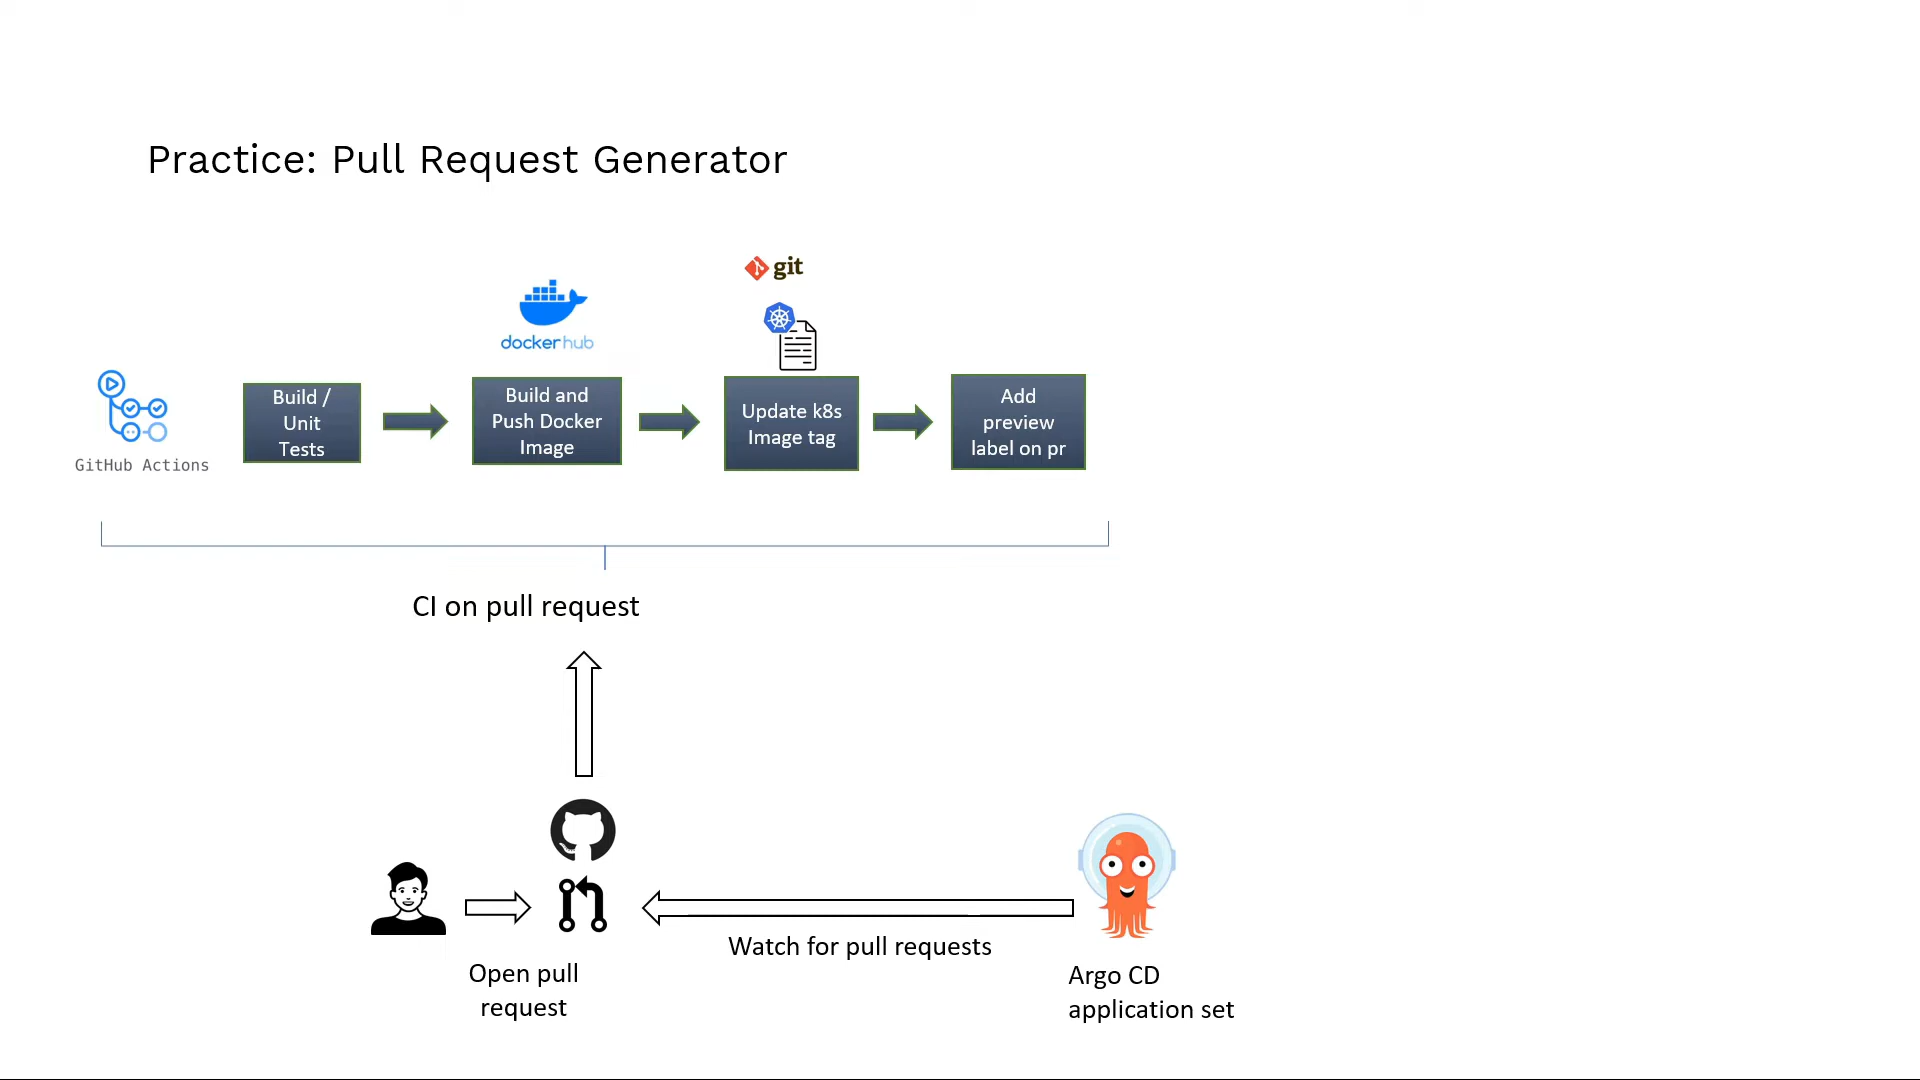 Practice: Pull Request Generator
git
dockerhub
GitHub Actions
Build /
Unit
Tests
Build and
Push Docker
Image
Update k8s
Image tag
Add
preview
label on pr
CI on pull request
Watch for pull requests
Open pull
request
Argo CD
application set